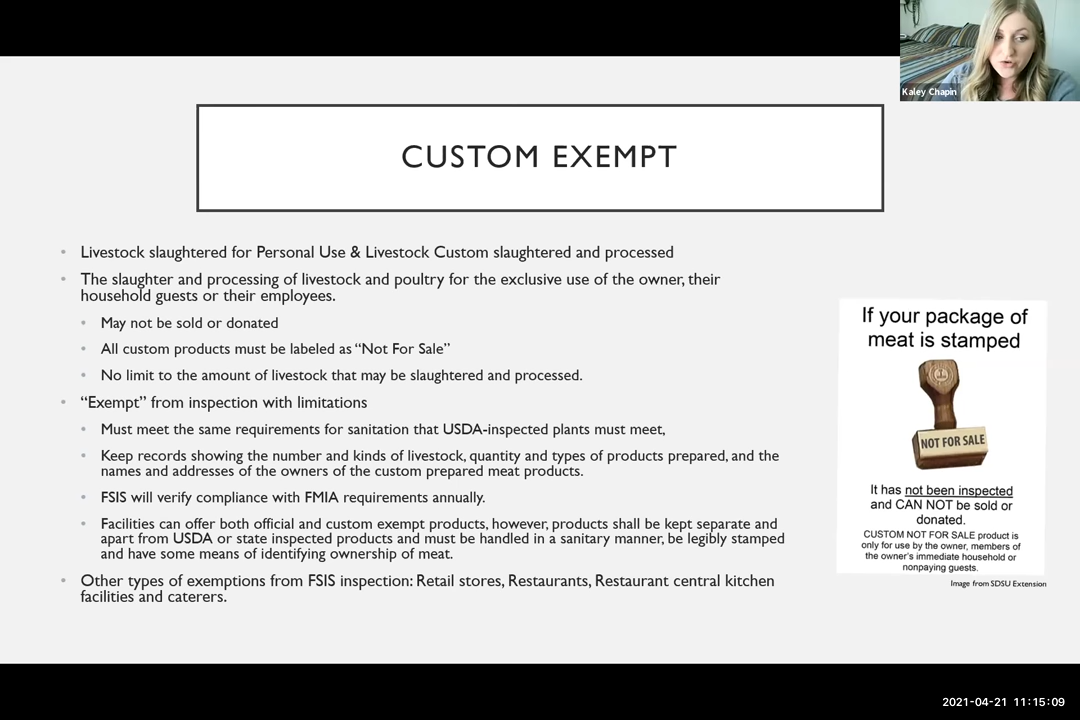 Kaley Chapin
CUSTOM EXEMPT
Livestock slaughtered for Personal Use & Livestock Custom slaughtered and processed
The slaughter and processing of livestock and poultry for the exclusive use of the owner, their
household guests or their employees.
May not be sold or donated
All custom products must be labeled as “Not For Sale”
No limit to the amount of livestock that may be slaughtered and processed.
“Exempt” from inspection with limitations
Must meet the same requirements for sanitation that USDA-inspected plants must meet,
Keep records showing the number and kinds of livestock, quantity and types of products prepared, and the
names and addresses of the owners of the custom prepared meat products.
FSIS will verify compliance with FMIA requirements annually.
Facilities can offer both official and custom exempt products, however, products shall be kept separate and
apart from USDA or state inspected products and must be handled in a sanitary manner, be legibly stamped
and have some means of identifying ownership of meat.
Other types of exemptions from FSIS inspection: Retail stores, Restaurants, Restaurant central kitchen
facilities and caterers.
If your package of
meat is stamped
NOT FOR SALE
It has not been inspected
and CAN NOT be sold or
donated.
CUSTOM NOT FOR SALE product is
only for use by the owner, members of
the owner's immediate household or
nonpaying guests.
Image from SDSU Extension
2021-04-21 11:15:09